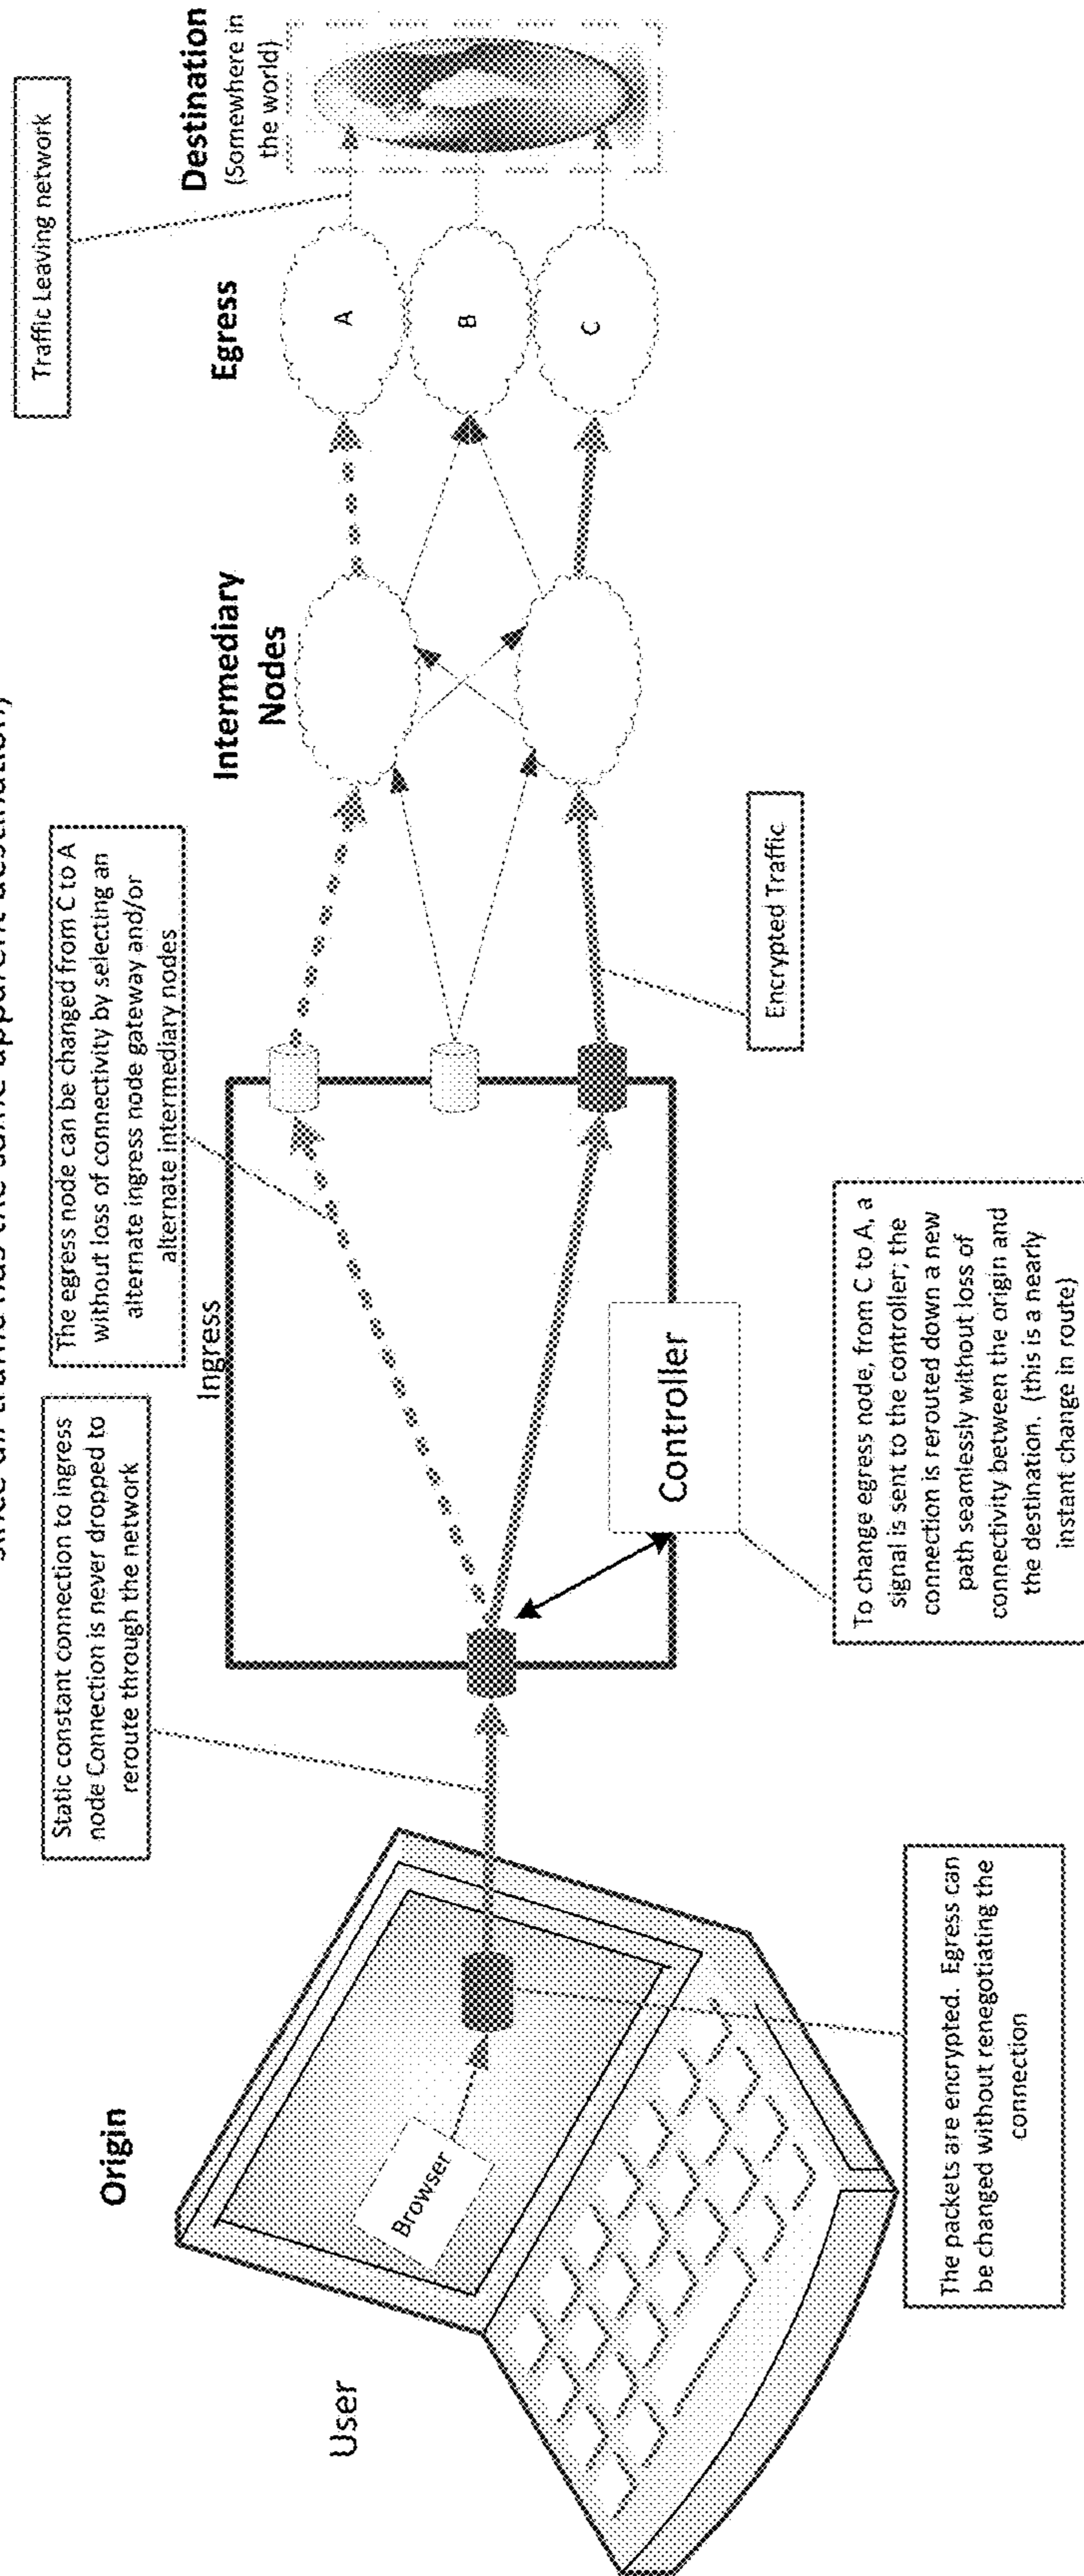 since all traffic has the same apparent destination)
Origin
User
Browser
The packets are encrypted. Egress can
be changed without renegotiating the
connection
Static constant connection to ingress
node Connection is never dropped to
reroute through the network
Ingress
Controller
The egress node can be changed from C to A
without loss of connectivity by selecting an
alternate ingress node gateway and/or
alternate intermediary nodes
To change egress node, from C to A, a
signal is sent to the controller; the
connection is rerouted down a new
path seamlessly without loss of
connectivity between the origin and
the destination. (this is a nearly
instant change in route)
Encrypted Traffic
Intermediary
Nodes
Egress
A
B
C
Traffic Leaving network
Destination
(Somewhere in
the world)